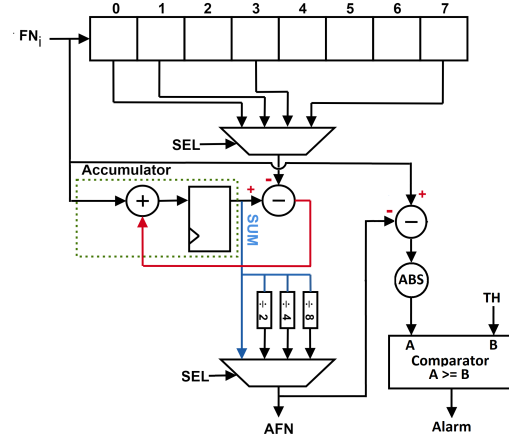 0 1 2 3 4 5 6 7
FNi
SEL
Accumulator
-
+
+
+
−
-
−
SUM
ABS
÷ 2
÷ 4
÷ 8
TH
A B
Comparator
A >= B
SEL
AFN
Alarm